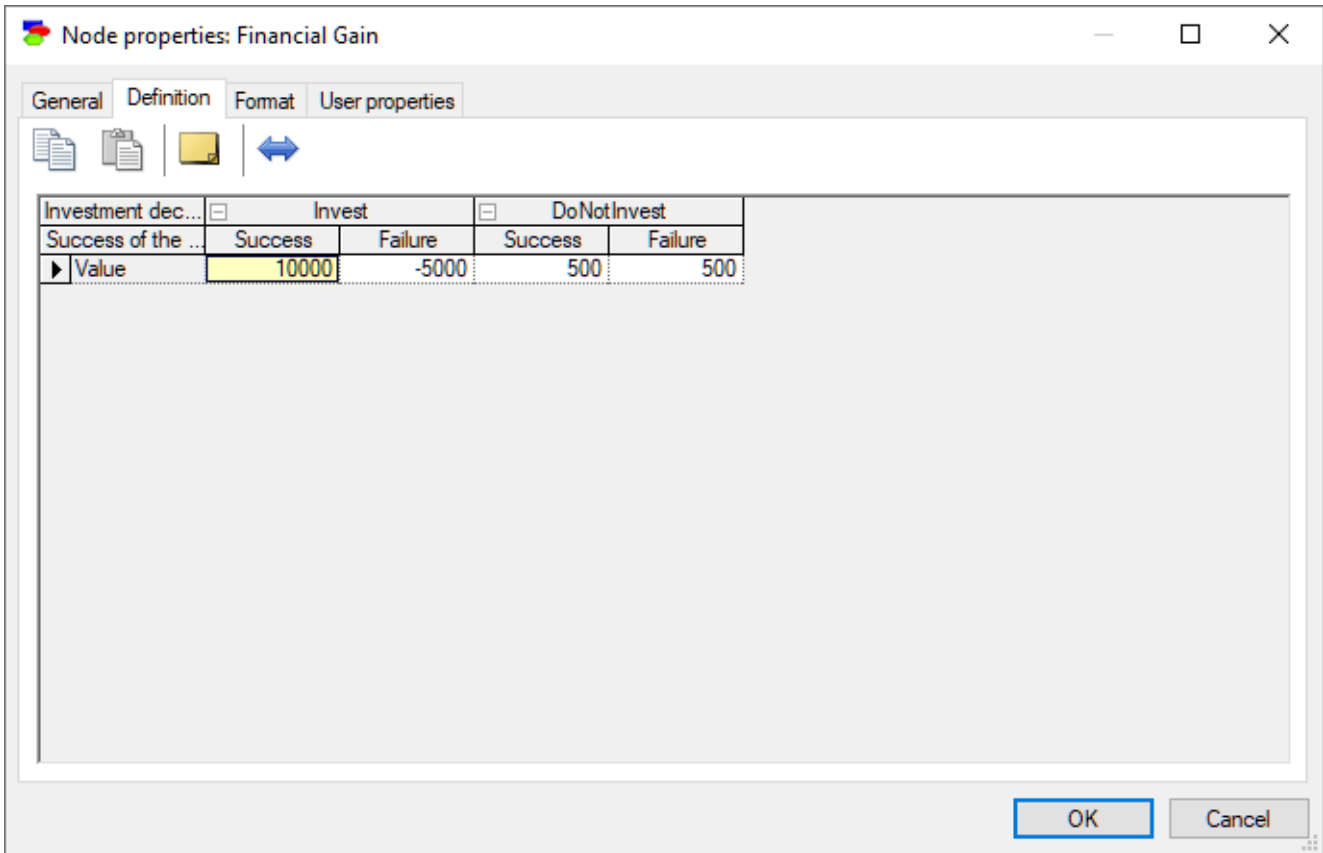 Node properties: Financial Gain
General Definition Format User properties
Investment dec... Invest DoNotInvest
Success of the ... Success Failure Success Failure
Value 10000 -5000 500 500
OK Cancel